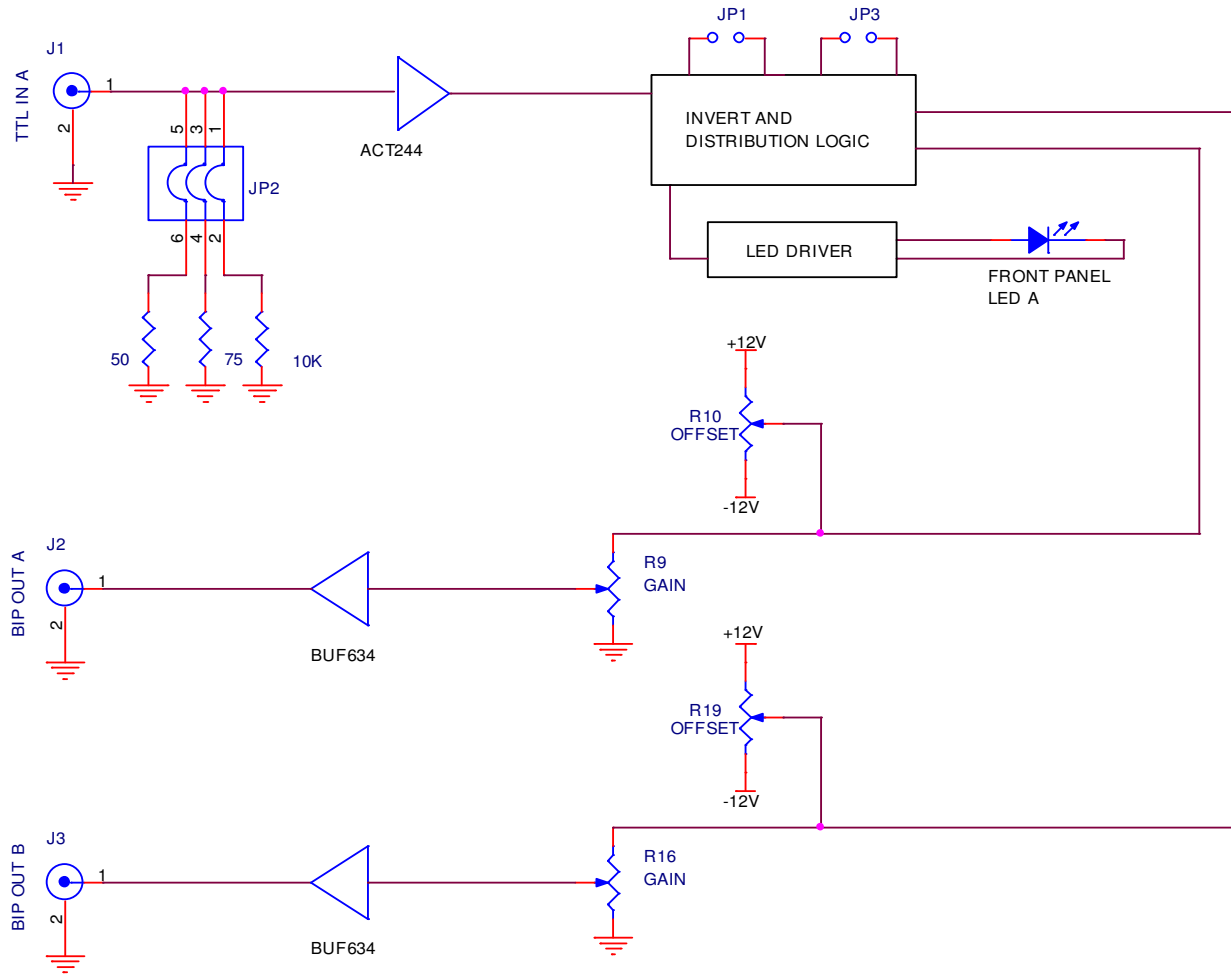 JP1
JP3
J1
TTL IN A
1
2
5
3
1
JP2
6
4
2
50
75
10K
ACT244
INVERT AND
DISTRIBUTION LOGIC
LED DRIVER
FRONT PANEL
LED A
+12V
R10
OFFSET
-12V
J2
BIP OUT A
1
2
BUF634
R9
GAIN
+12V
R19
OFFSET
-12V
J3
BIP OUT B
1
2
BUF634
R16
GAIN